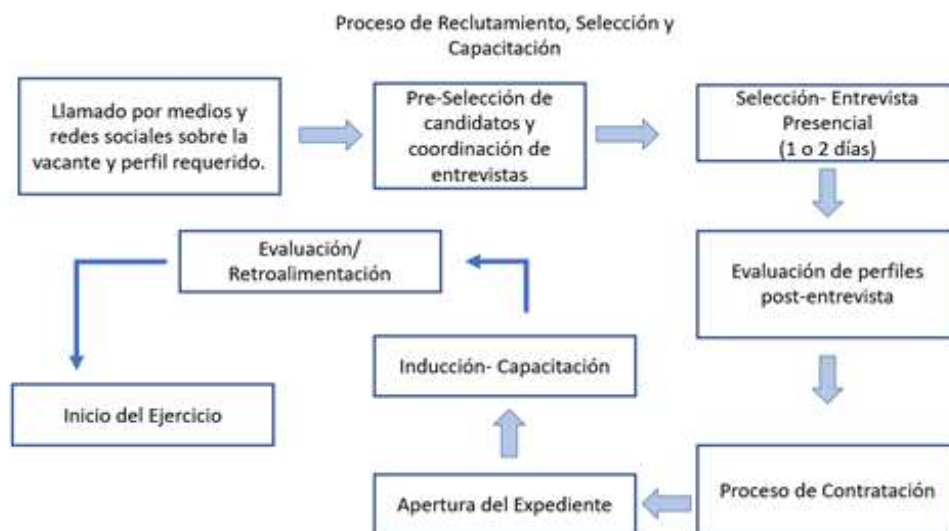 Proceso de Reclutamiento, Selección y
Capacitación
Llamado por medios y
redes sociales sobre la
vacante y perfil requerido.
Pre-Selección de
candidatos y
coordinación de
entrevistas
Selección- Entrevista
Presencial
(1 o 2 días)
Evaluación de perfiles
post-entrevista
Proceso de Contratación
Apertura del Expediente
Inducción- Capacitación
Evaluación/
Retroalimentación
Inicio del Ejercicio